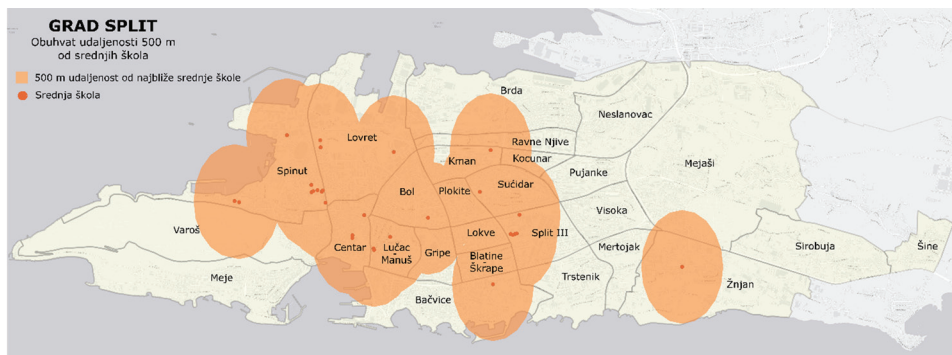 GRAD SPLIT
Obuhvat udaljenosti 500 m
od srednjih škola
500 m udaljenost od najbliže srednje škole
Srednja škola
Brda
Neslanovac
Lovret
Ravne Njive
Kman
Kocunar
Mejaši
Spinut
Pujanke
Sućidar
Bol
Plokite
Visoka
Varoš
Lokve
Split III
Centar
Lučac
Manuš
Gripe
Blatine
Škrape
Mertojak
Sirobuja
Šine
Meje
Trstenik
Žnjan
Bačvice